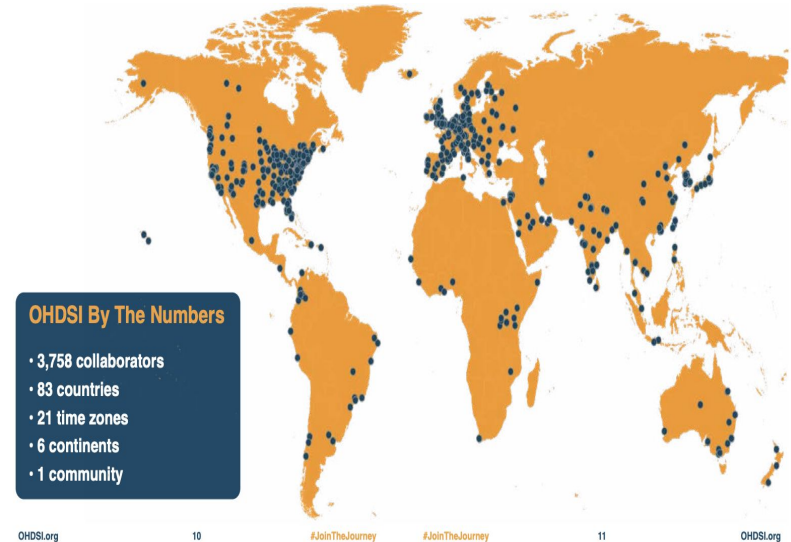 OHDSI By The Numbers
• 3,758 collaborators
• 83 countries
• 21 time zones
• 6 continents
• 1 community
OHDSI.org 10 #JoinTheJourney #JoinTheJourney 11 OHDSI.org